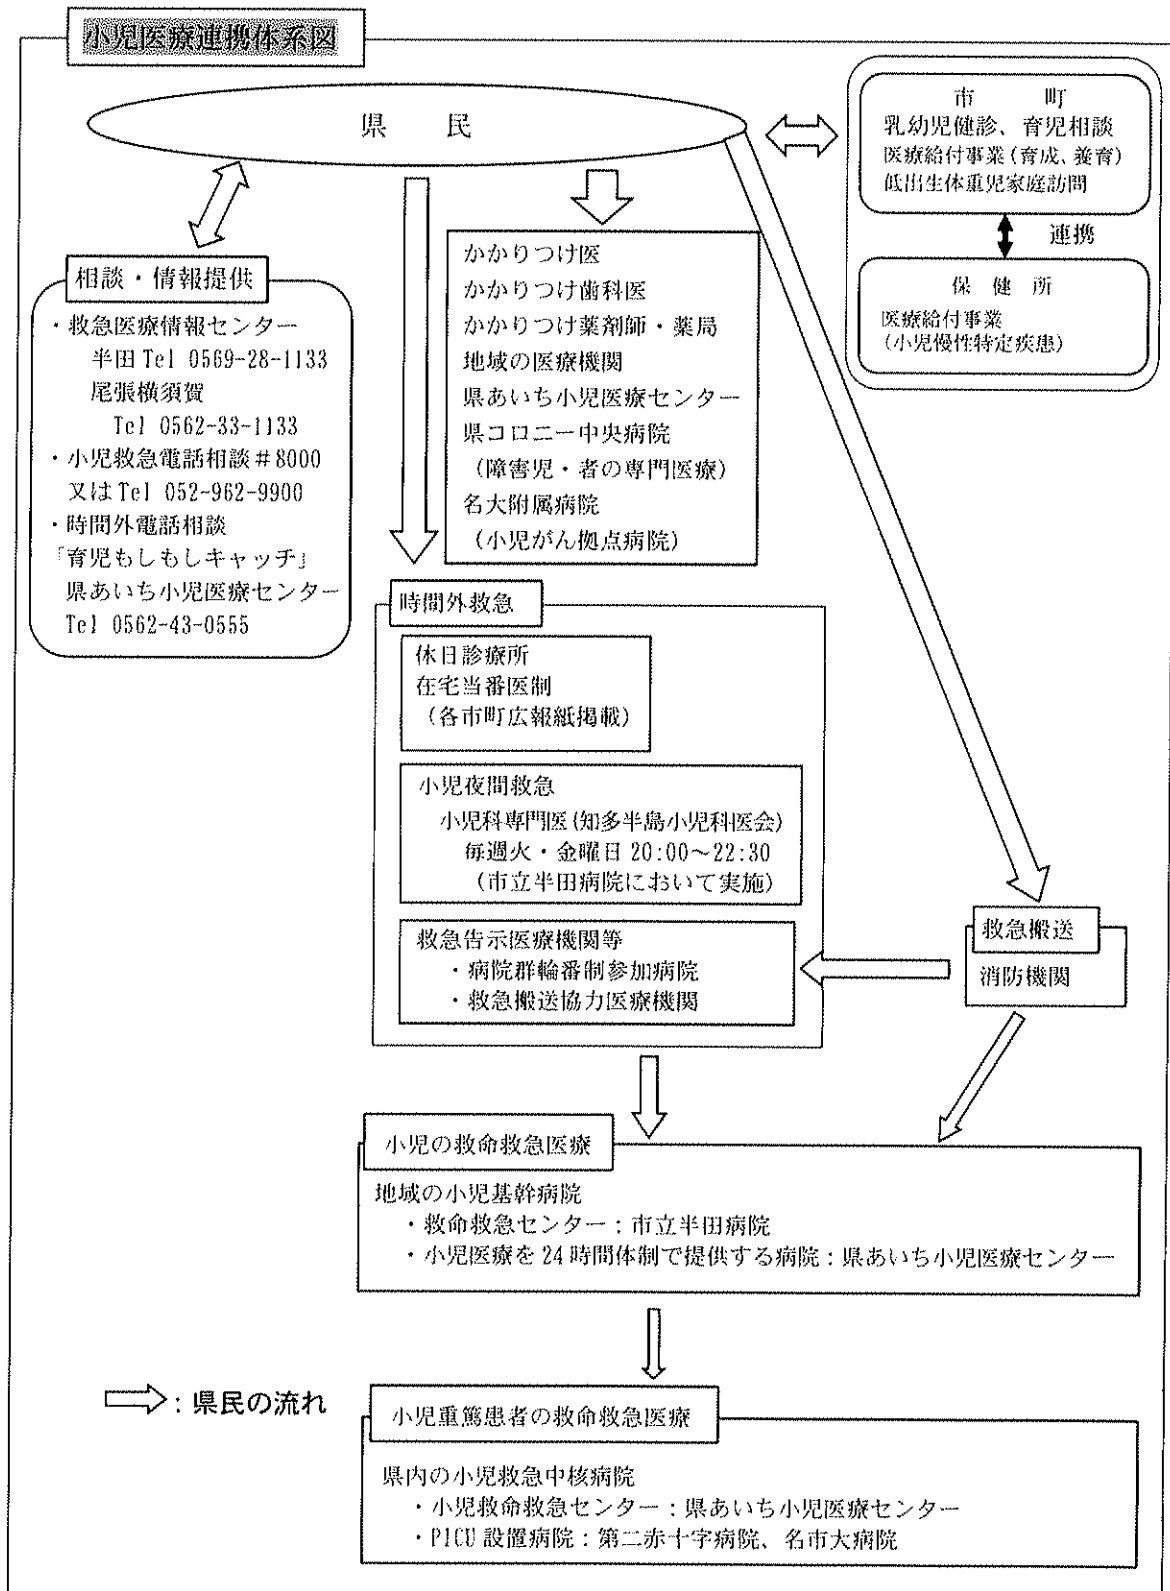 小児医療連携体系図
県　民
市　町
乳幼児健診、育児相談
医療給付事業(育成、養育)
低出生体重児家庭訪問
連携
保　健　所
医療給付事業
(小児慢性特定疾患)
相談・情報提供
・救急医療情報センター
半田 Tel 0569-28-1133
尾張横須賀
Tel 0562-33-1133
・小児救急電話相談＃8000
又は Tel 052-962-9900
・時間外電話相談
「育児もしもしキャッチ」
県あいち小児医療センター
Tel 0562-43-0555
かかりつけ医
かかりつけ歯科医
かかりつけ薬剤師・薬局
地域の医療機関
県あいち小児医療センター
県コロニー中央病院
(障害児・者の専門医療)
名大附属病院
(小児がん拠点病院)
時間外救急
休日診療所
在宅当番医制
(各市町広報紙掲載)
小児夜間救急
小児科専門医(知多半島小児科医会)
毎週火・金曜日 20:00～22:30
(市立半田病院において実施)
救急告示医療機関等
・病院群輪番制参加病院
・救急搬送協力医療機関
救急搬送
消防機関
小児の救命救急医療
地域の小児基幹病院
・救命救急センター：市立半田病院
・小児医療を 24 時間体制で提供する病院：県あいち小児医療センター
：県民の流れ
小児重篤患者の救命救急医療
県内の小児救急中核病院
・小児救命救急センター：県あいち小児医療センター
・PICU 設置病院：第二赤十字病院、名市大病院